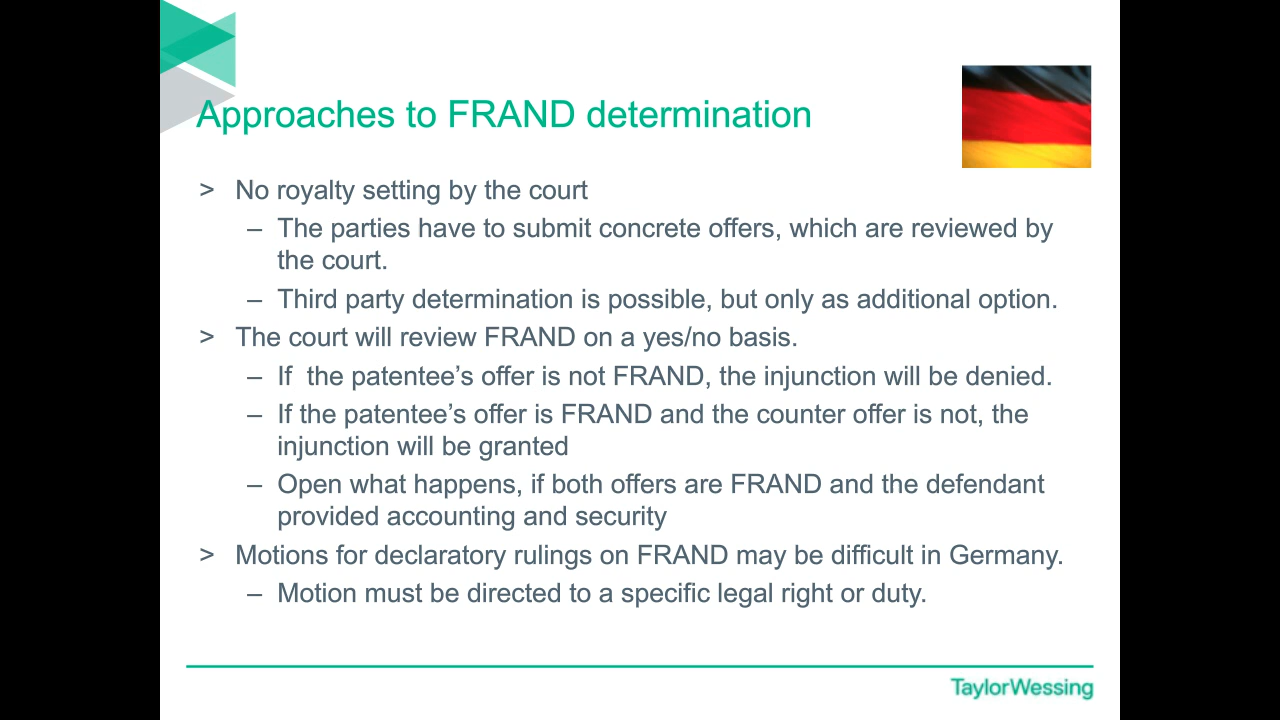 Approaches to FRAND determination
> No royalty setting by the court
– The parties have to submit concrete offers, which are reviewed by
the court.
– Third party determination is possible, but only as additional option.
> The court will review FRAND on a yes/no basis.
– If  the patentee’s offer is not FRAND, the injunction will be denied.
– If the patentee’s offer is FRAND and the counter offer is not, the
injunction will be granted
– Open what happens, if both offers are FRAND and the defendant
provided accounting and security
> Motions for declaratory rulings on FRAND may be difficult in Germany.
– Motion must be directed to a specific legal right or duty.
TaylorWessing